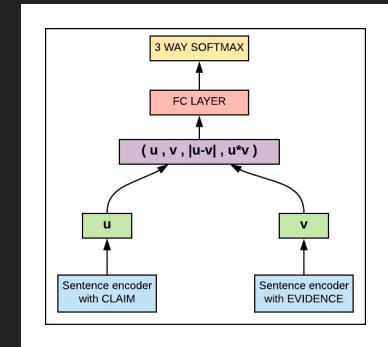 3 WAY SOFTMAX
FC LAYER
( u , v , |u-v| , u*v )
u
v
Sentence encoder
with CLAIM
Sentence encoder
with EVIDENCE